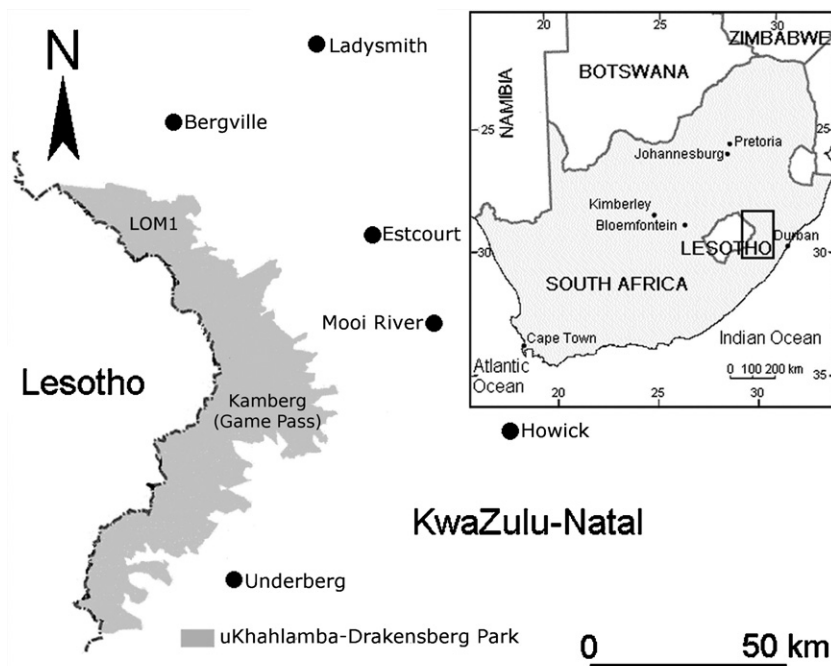 N
Ladysmith
Bergville
LOM1
Estcourt
Mooi River
Lesotho
Kamberg
(Game Pass)
Howick
KwaZulu-Natal
Underberg
uKhahlamba-Drakensberg Park
0 50 km
20 25 30
ZIMBABWE
BOTSWANA
NAMIBIA
25 25
Pretoria
Johannesburg
Kimberley
Bloemfontein
Durban
LESOTHO
30 30
SOUTH AFRICA
Cape Town
Indian Ocean
Atlantic
Ocean
0 100 200 km
35
20 25 30